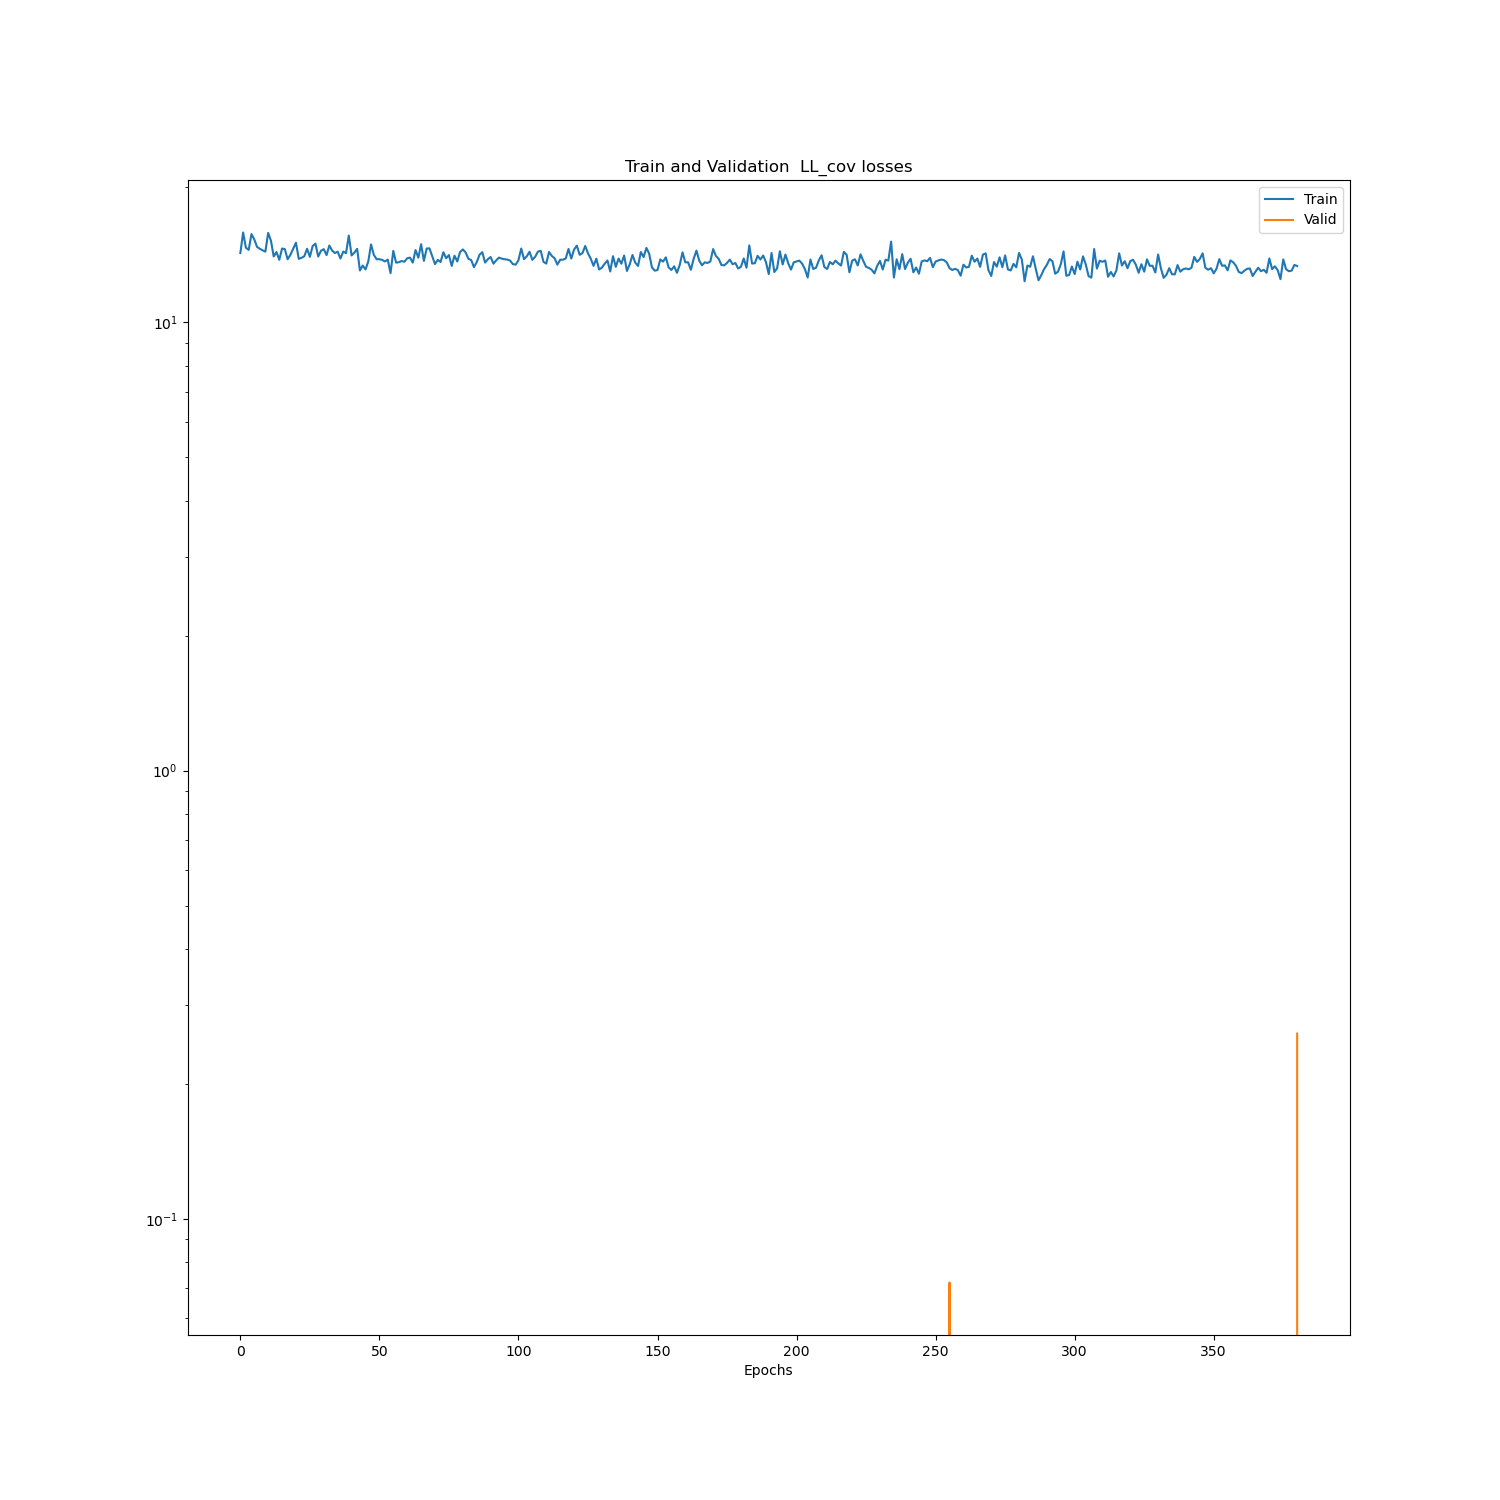 Train and Validation  LL_cov losses
Train
Valid
10¹
10⁰
10⁻¹
0 50 100 150 200 250 300 350
Epochs